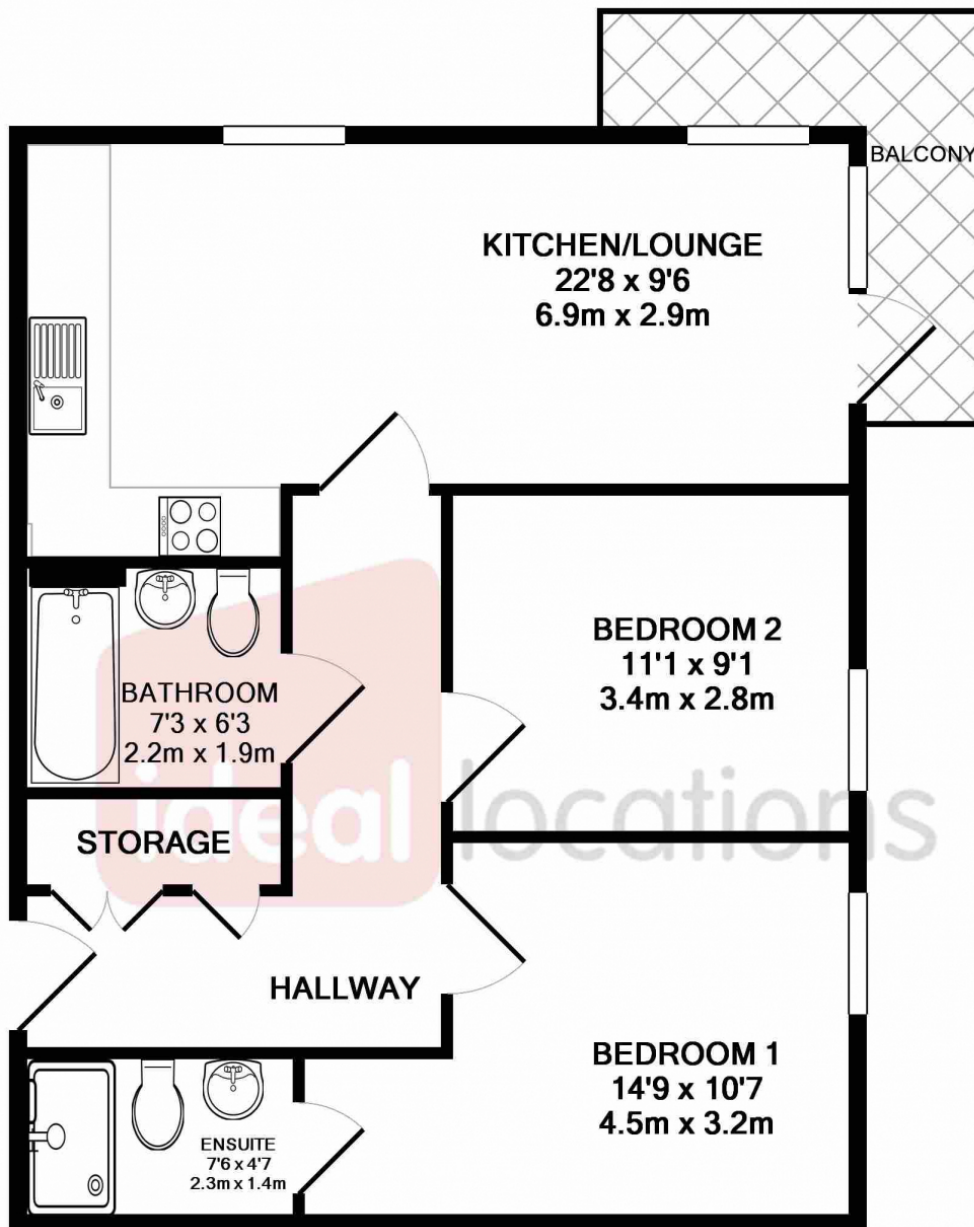 BALCONY
KITCHEN/LOUNGE
22'8 x 9'6
6.9m x 2.9m
BEDROOM 2
11'1 x 9'1
3.4m x 2.8m
BATHROOM
7'3 x 6'3
2.2m x 1.9m
ideal locations
STORAGE
HALLWAY
BEDROOM 1
14'9 x 10'7
4.5m x 3.2m
ENSUITE
7'6 x 4'7
2.3m x 1.4m